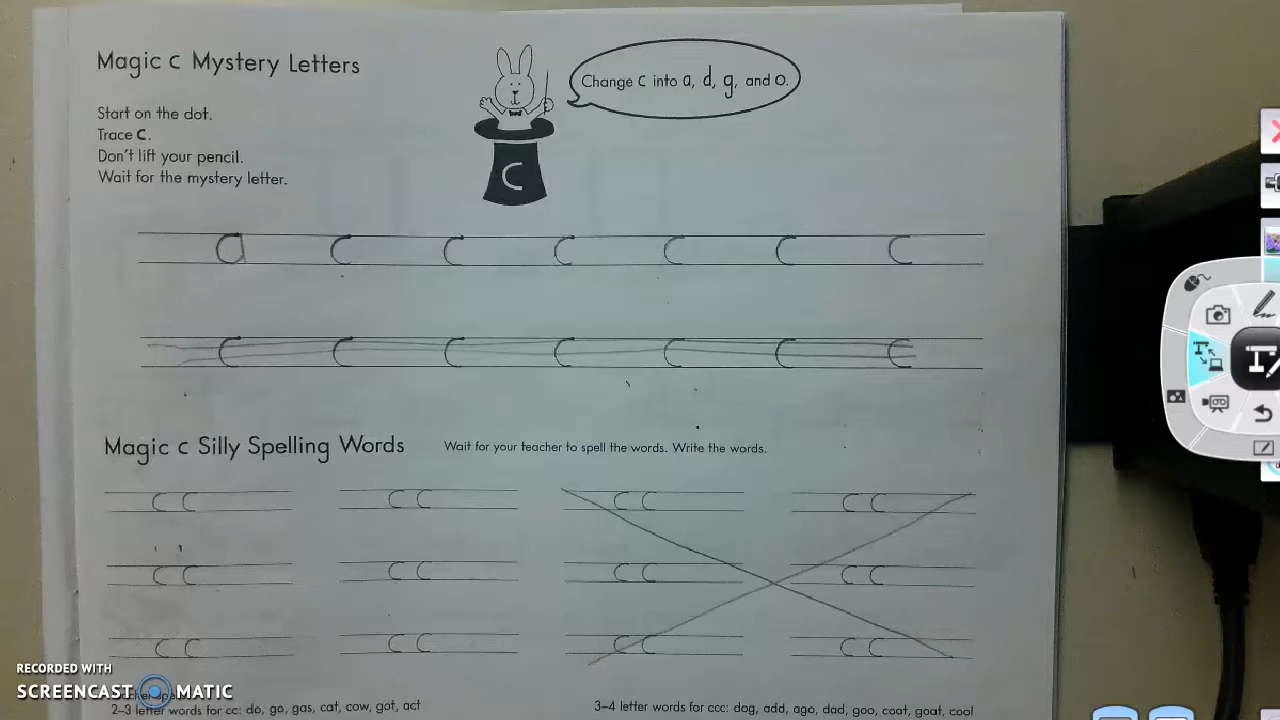 Magic c Mystery Letters
Change c into a, d, g, and o.
Start on the dot.
Trace c.
Don't lift your pencil.
Wait for the mystery letter.
c
a c c c c c c
c c c c c c c
Magic c Silly Spelling Words Wait for your teacher to spell the words. Write the words.
c c c c c c c c
c c c c c c c c
c c c c c c c c
RECORDED WITH
SCREENCAST MATIC
2–3 letter words for cc: do, go, gas, cat, cow, got, act
3–4 letter words for ccc: dog, add, ago, dad, goo, coat, goat, cool